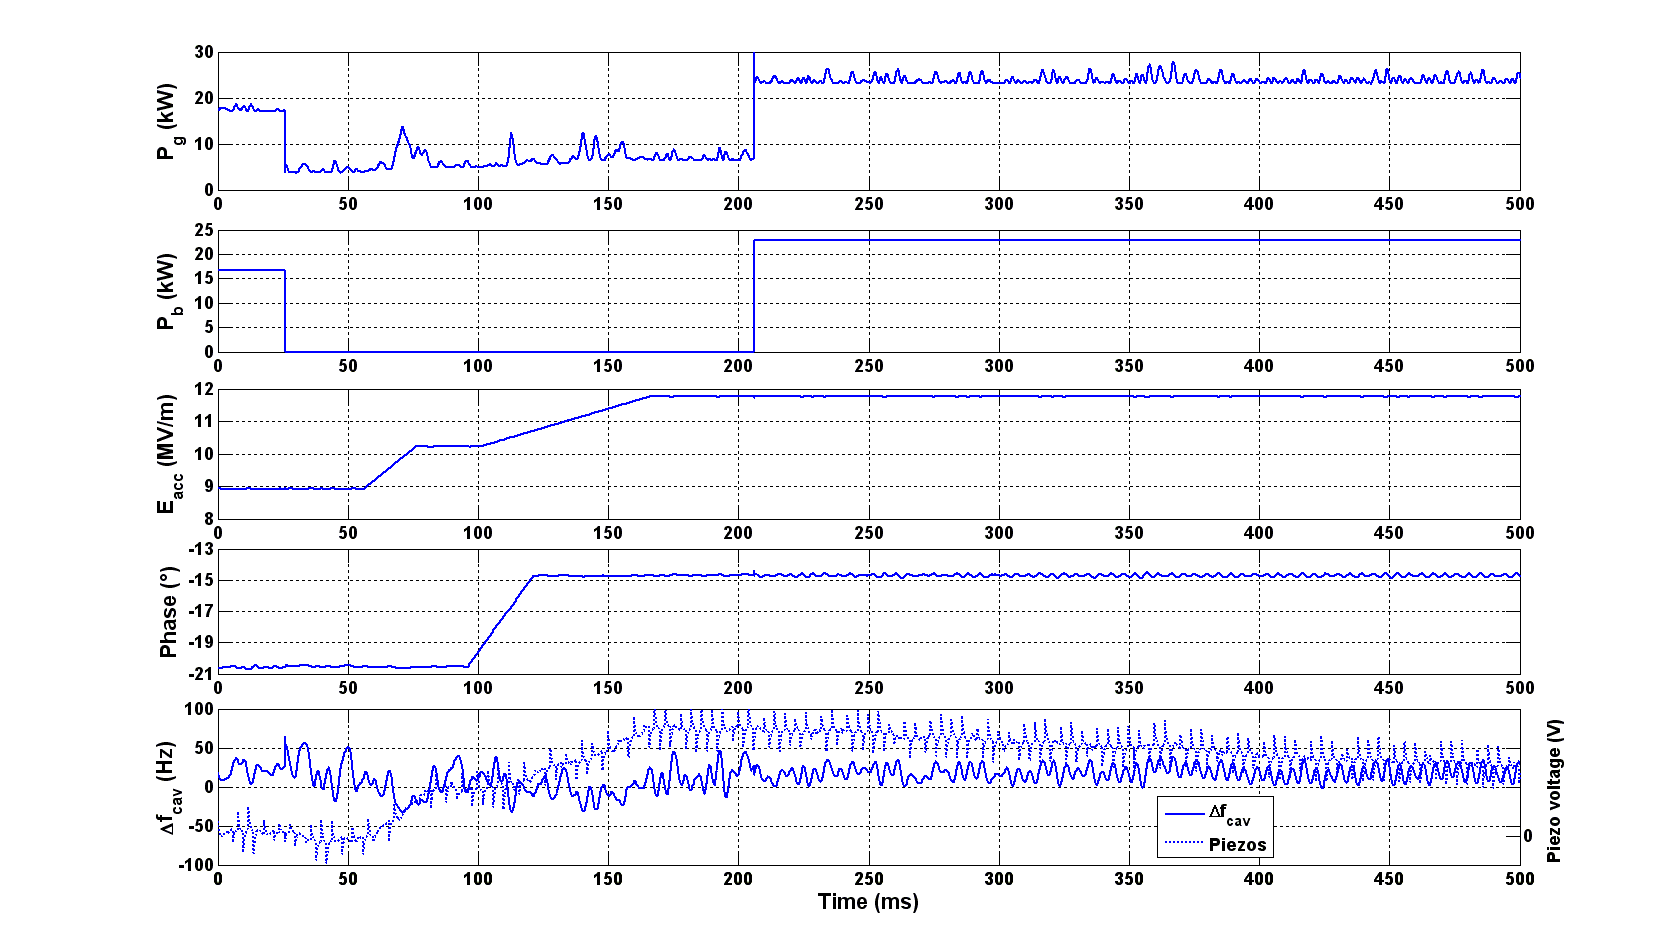 30
20
10
0
P_g (kW)
0 50 100 150 200 250 300 350 400 450 500
25
20
15
10
5
0
P_b (kW)
0 50 100 150 200 250 300 350 400 450 500
12
11
10
9
8
E_acc (MV/m)
0 50 100 150 200 250 300 350 400 450 500
-13
-15
-17
-19
-21
Phase (°)
0 50 100 150 200 250 300 350 400 450 500
100
50
0
-50
-100
Δf_cav (Hz)
Δf_cav
Piezos
0
Piezo voltage (V)
0 50 100 150 200 250 300 350 400 450 500
Time (ms)